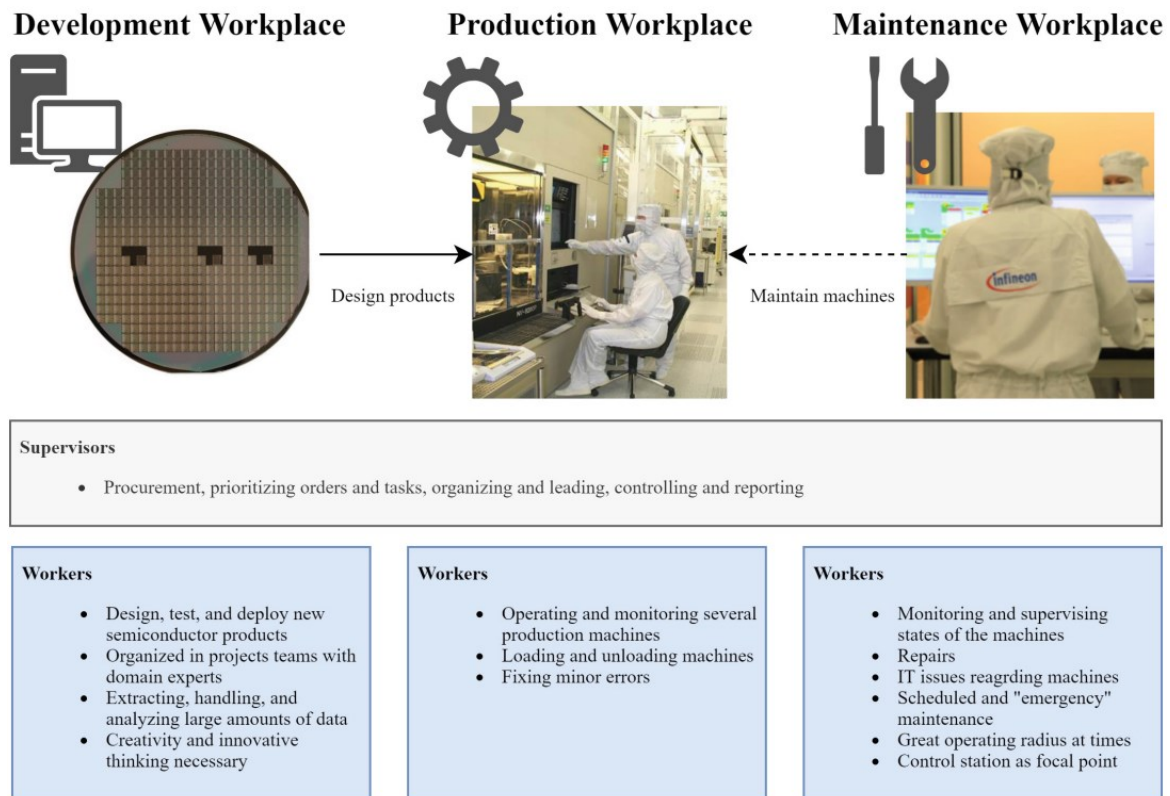 Development Workplace
Production Workplace
Maintenance Workplace
Design products
Maintain machines
infineon
Supervisors
• Procurement, prioritizing orders and tasks, organizing and leading, controlling and reporting
Workers
• Design, test, and deploy new
semiconductor products
• Organized in projects teams with
domain experts
• Extracting, handling, and
analyzing large amounts of data
• Creativity and innovative
thinking necessary
Workers
• Operating and monitoring several
production machines
• Loading and unloading machines
• Fixing minor errors
Workers
• Monitoring and supervising
states of the machines
• Repairs
• IT issues reagrding machines
• Scheduled and "emergency"
maintenance
• Great operating radius at times
• Control station as focal point